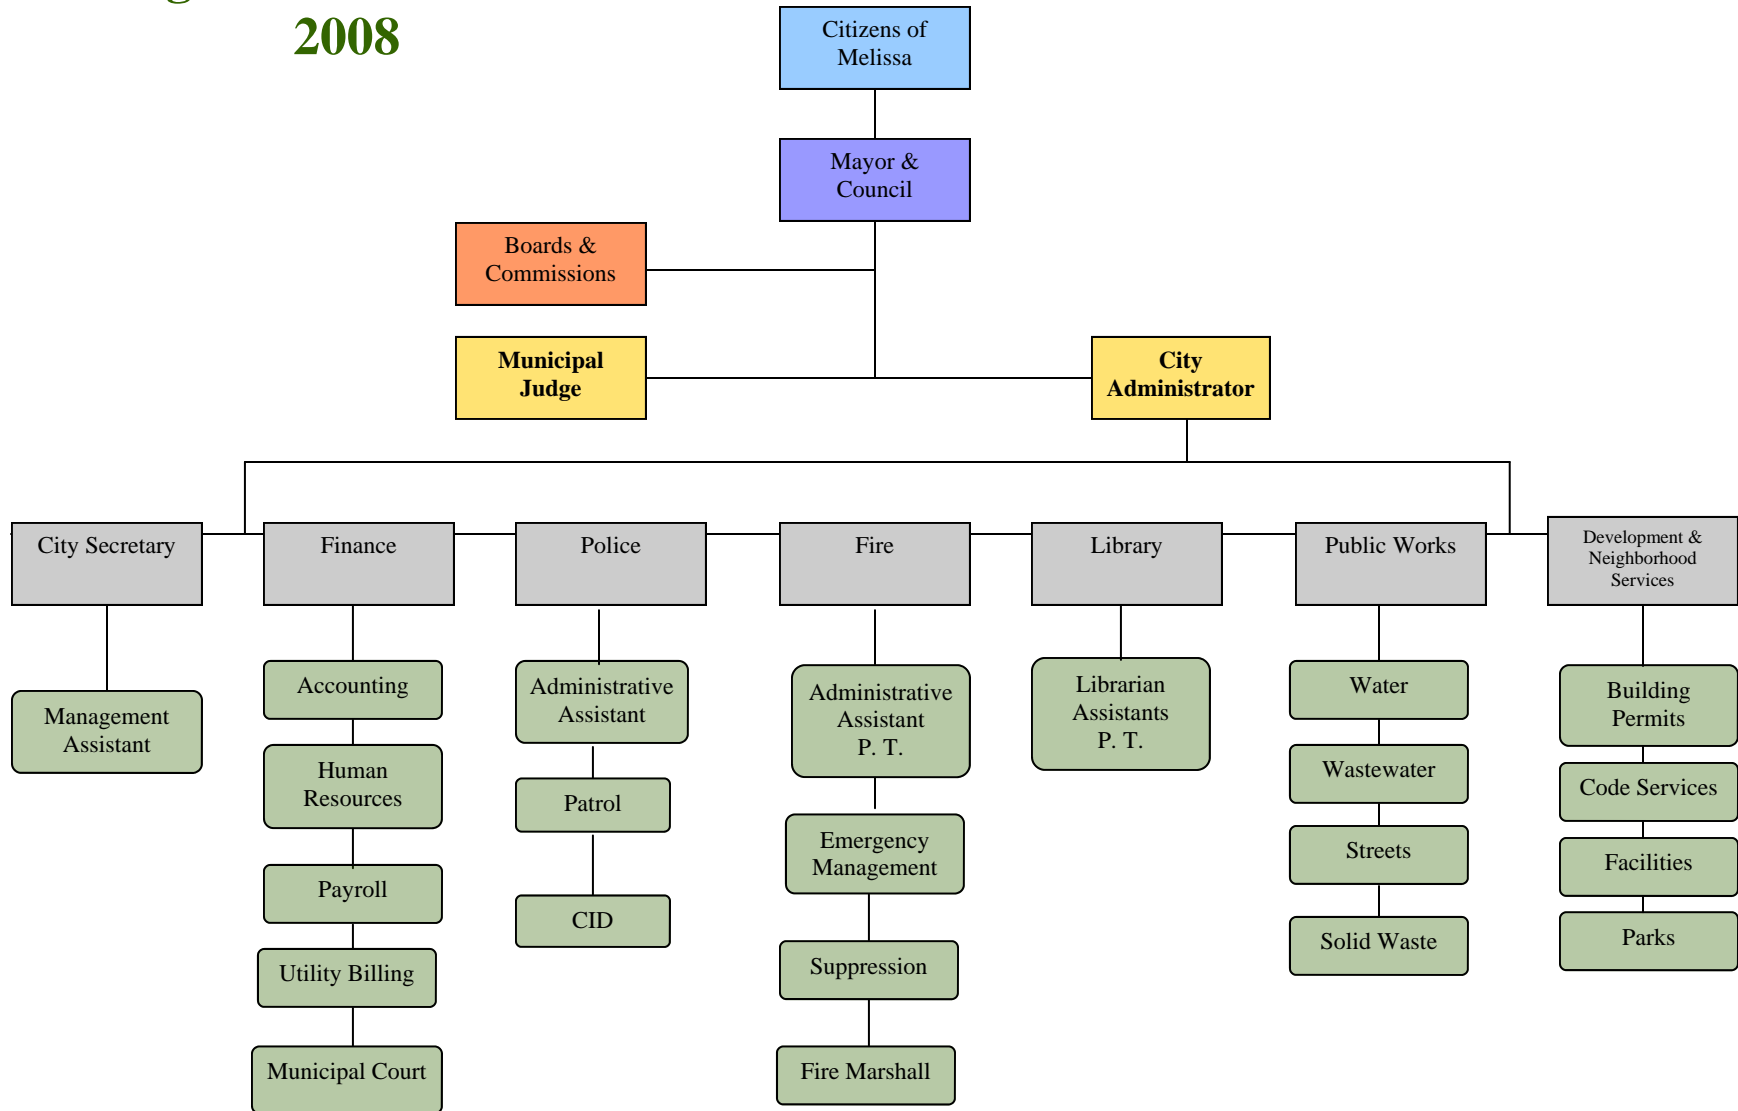 2008
Citizens of
Melissa
Mayor &
Council
Boards &
Commissions
Municipal
Judge
City
Administrator
City Secretary
Finance
Police
Fire
Library
Public Works
Development &
Neighborhood
Services
Management
Assistant
Accounting
Human
Resources
Payroll
Utility Billing
Municipal Court
Administrative
Assistant
Patrol
CID
Administrative
Assistant
P. T.
Emergency
Management
Suppression
Fire Marshall
Librarian
Assistants
P. T.
Water
Wastewater
Streets
Solid Waste
Building
Permits
Code Services
Facilities
Parks